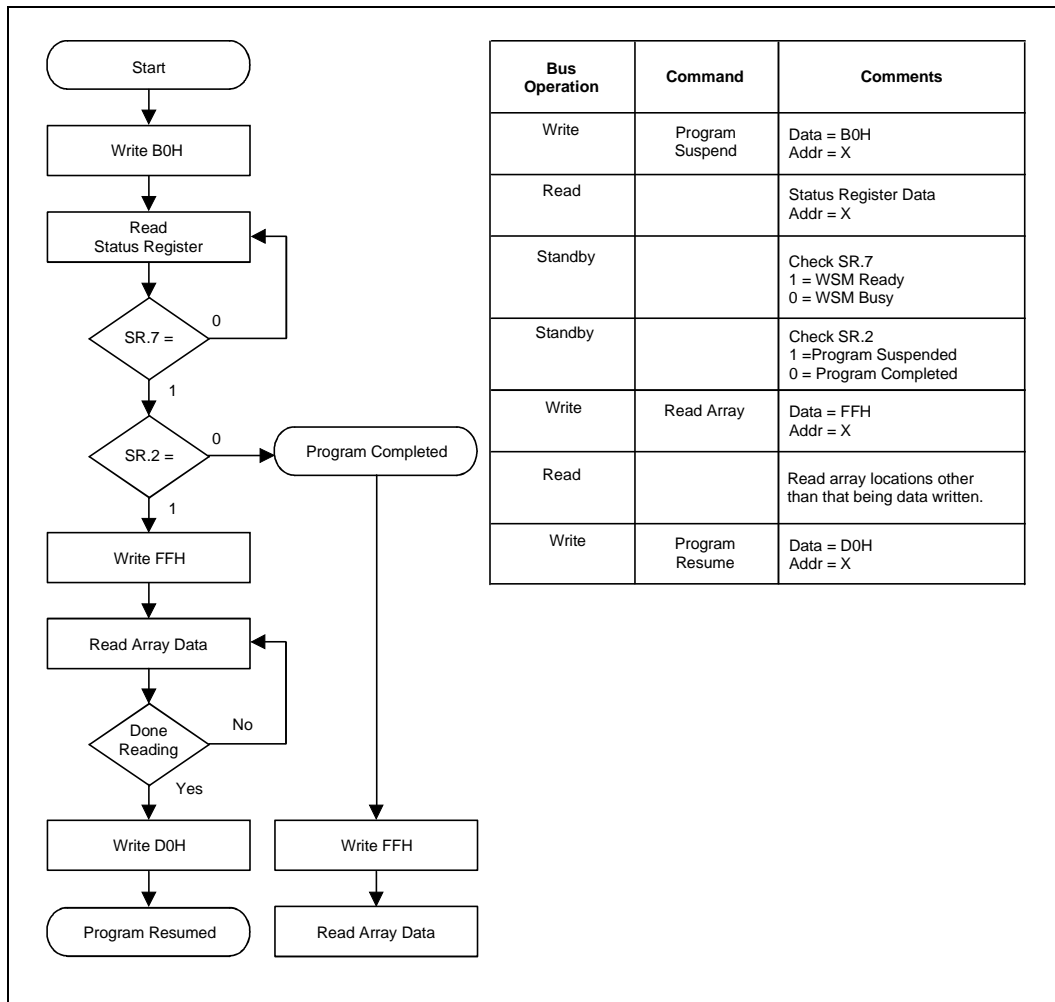 Start
Write B0H
Read
Status Register
0
SR.7 =
1
0
SR.2 =
Program Completed
1
Write FFH
Read Array Data
No
Done
Reading
Yes
Write D0H
Program Resumed
Write FFH
Read Array Data
Bus
Operation
Command
Comments
Write
Program
Suspend
Data = B0H
Addr = X
Read
Status Register Data
Addr = X
Standby
Check SR.7
1 = WSM Ready
0 = WSM Busy
Standby
Check SR.2
1 =Program Suspended
0 = Program Completed
Write
Read Array
Data = FFH
Addr = X
Read
Read array locations other
than that being data written.
Write
Program
Resume
Data = D0H
Addr = X